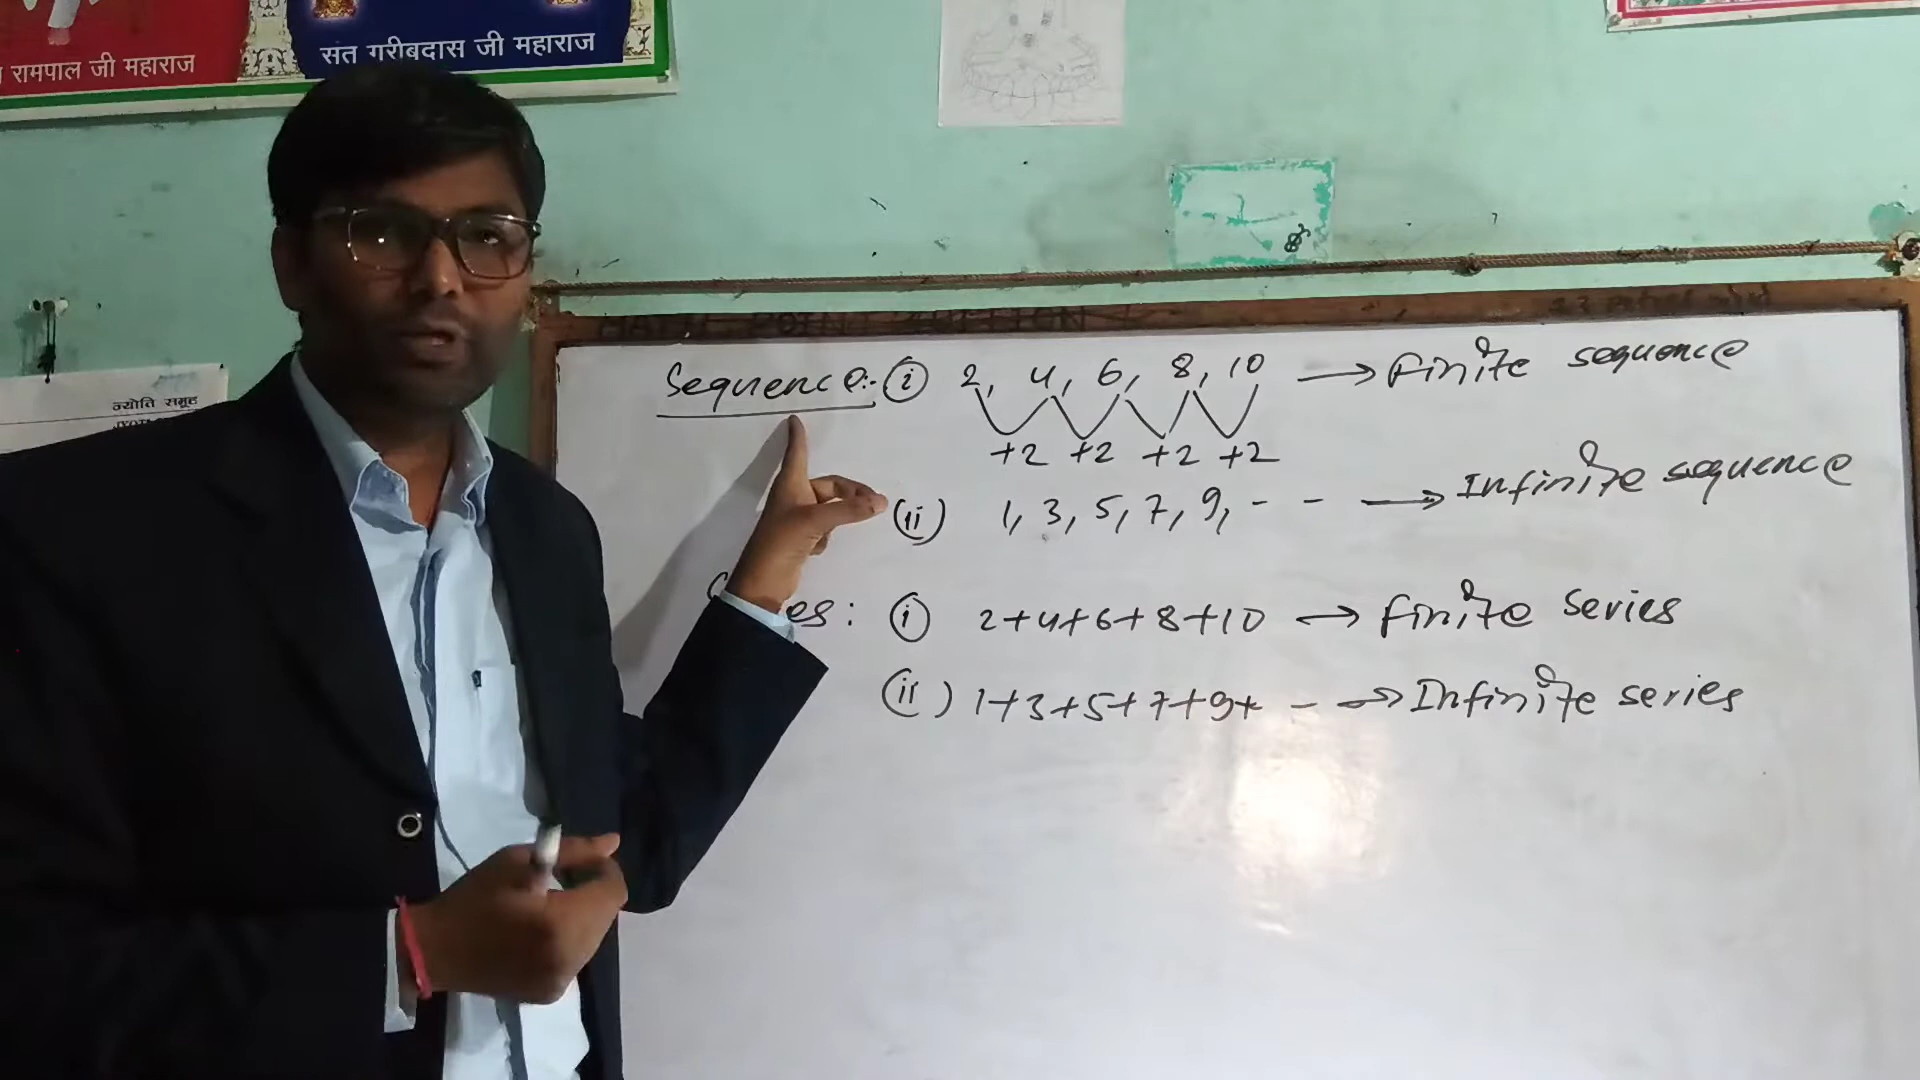 रामपाल जी महाराज
संत गरीबदास जी महाराज
ज्योति समूह
Sequence:- (i) 2, 4, 6, 8, 10 → Finite sequence
+2 +2 +2 +2
(ii) 1, 3, 5, 7, 9, - - → Infinite sequence
es: (i) 2+4+6+8+10 → finite series
(ii) 1+3+5+7+9+ - → Infinite series